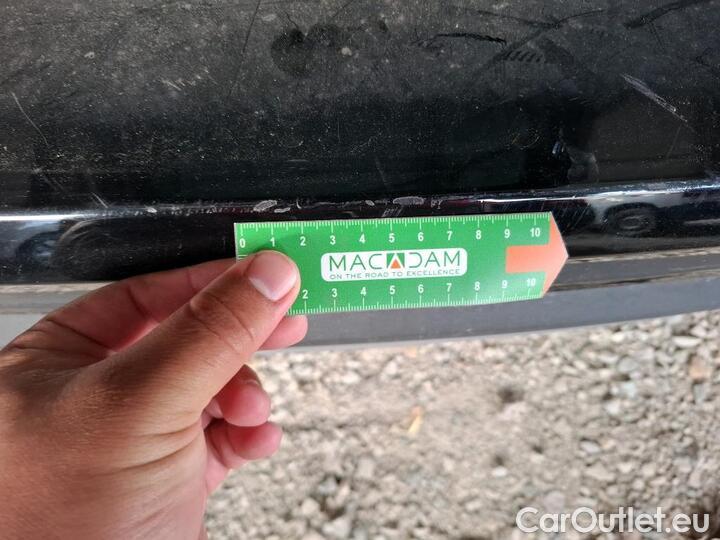 0 1 2 3 4 5 6 7 8 9 10
MACADAM
ON THE ROAD TO EXCELLENCE
2 3 4 5 6 7 8 9 10
CarOutlet.eu